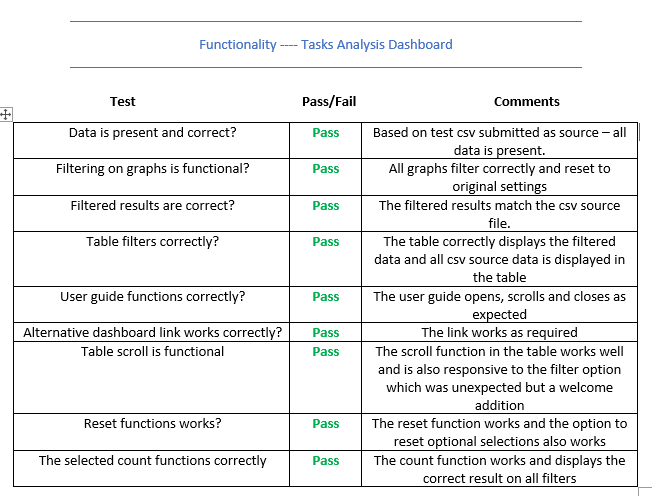 Functionality ---- Tasks Analysis Dashboard
Test Pass/Fail Comments
Data is present and correct? Pass Based on test csv submitted as source – all
data is present.
Filtering on graphs is functional? Pass All graphs filter correctly and reset to
original settings
Filtered results are correct? Pass The filtered results match the csv source
file.
Table filters correctly? Pass The table correctly displays the filtered
data and all csv source data is displayed in
the table
User guide functions correctly? Pass The user guide opens, scrolls and closes as
expected
Alternative dashboard link works correctly? Pass The link works as required
Table scroll is functional Pass The scroll function in the table works well
and is also responsive to the filter option
which was unexpected but a welcome
addition
Reset functions works? Pass The reset function works and the option to
reset optional selections also works
The selected count functions correctly Pass The count function works and displays the
correct result on all filters